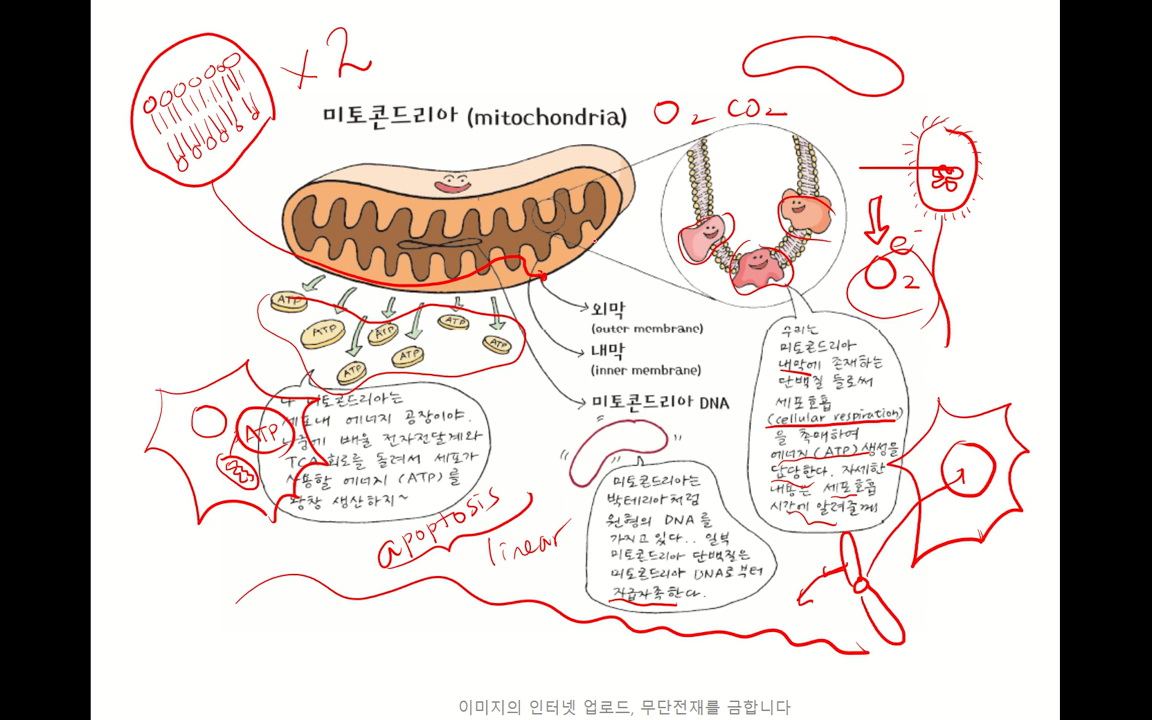 ×2
미토콘드리아 (mitochondria)
O2 CO2
e-
O2
ATP
ATP
ATP
ATP
ATP
ATP
ATP
외막
(outer membrane)
내막
(inner membrane)
미토콘드리아 DNA
ATP
나 미토콘드리아는
세포내 에너지 공장이야.
나중에 배울 전자전달계와
TCA 회로를 돌려서 세포가
사용할 에너지 (ATP) 를
왕창 생산하지~
우리는
미토콘드리아
내막에 존재하는
단백질 들로써
세포호흡
(cellular respiration)
을 촉매하여
에너지 (ATP) 생성을
담당한다. 자세한
내용은 세포호흡
시간에 알려줄께!
apoptosis
linear
미토콘드리아는
박테리아처럼
원형의 DNA 를
가지고 있다.. 일부
미토콘드리아 단백질은
미토콘드리아 DNA로부터
자급자족한다.
이미지의 인터넷 업로드, 무단전재를 금합니다